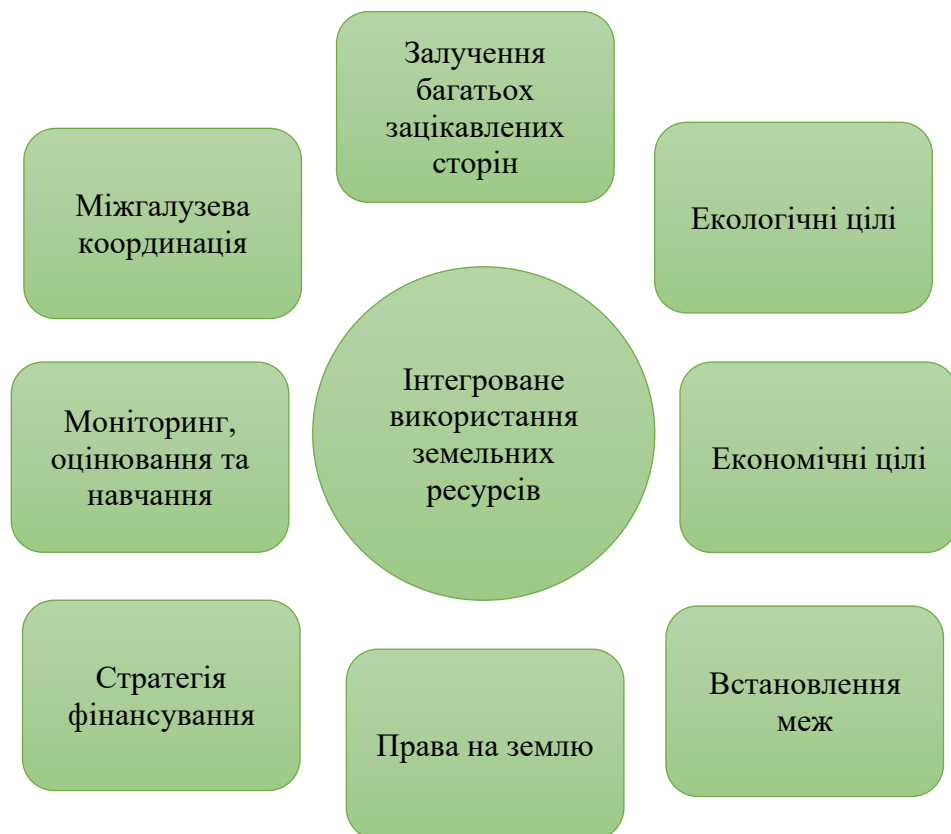 Залучення
багатьох
зацікавлених
сторін
Міжгалузева
координація
Екологічні цілі
Інтегроване
використання
земельних
ресурсів
Моніторинг,
оцінювання та
навчання
Економічні цілі
Стратегія
фінансування
Права на землю
Встановлення
меж